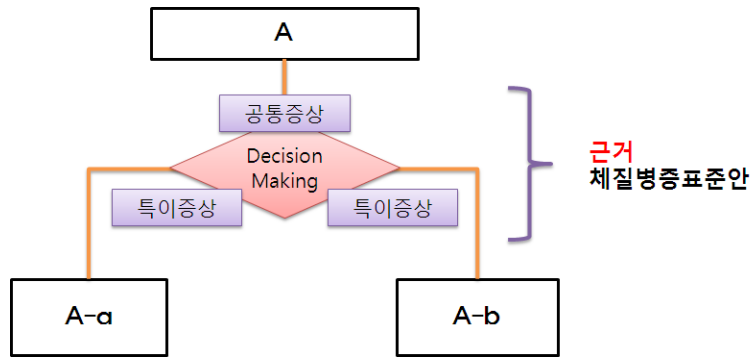 A
공통증상
Decision
Making
특이증상
특이증상
근거
체질병증표준안
A-a
A-b